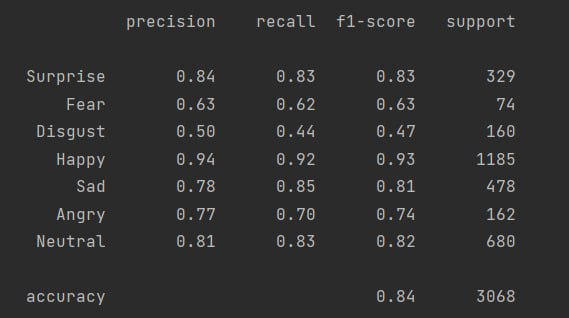 precision recall f1-score support
Surprise 0.84 0.83 0.83 329
Fear 0.63 0.62 0.63 74
Disgust 0.50 0.44 0.47 160
Happy 0.94 0.92 0.93 1185
Sad 0.78 0.85 0.81 478
Angry 0.77 0.70 0.74 162
Neutral 0.81 0.83 0.82 680
accuracy 0.84 3068